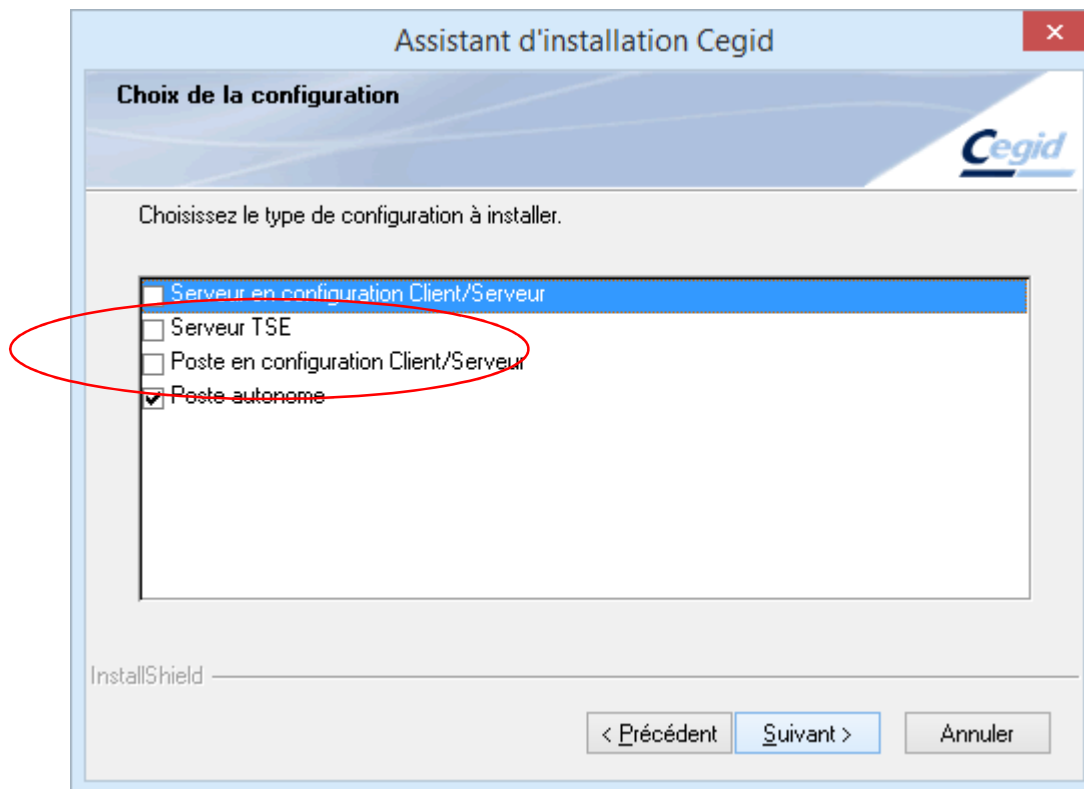 Assistant d'installation Cegid
Choix de la configuration
Cegid
Choisissez le type de configuration à installer.
Serveur en configuration Client/Serveur
Serveur TSE
Poste en configuration Client/Serveur
Poste autonome
InstallShield
< Précédent Suivant > Annuler